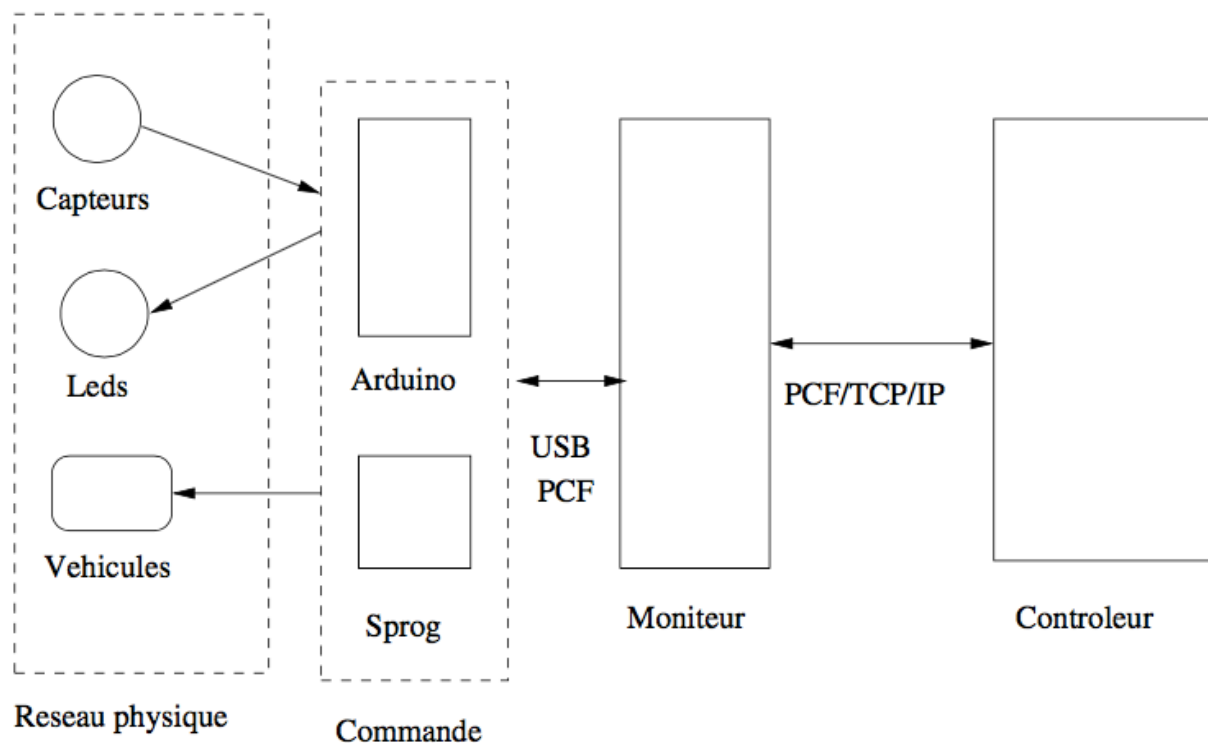 Capteurs
Leds
Vehicules
Reseau physique
Arduino
Sprog
Commande
USB
PCF
Moniteur
PCF/TCP/IP
Controleur